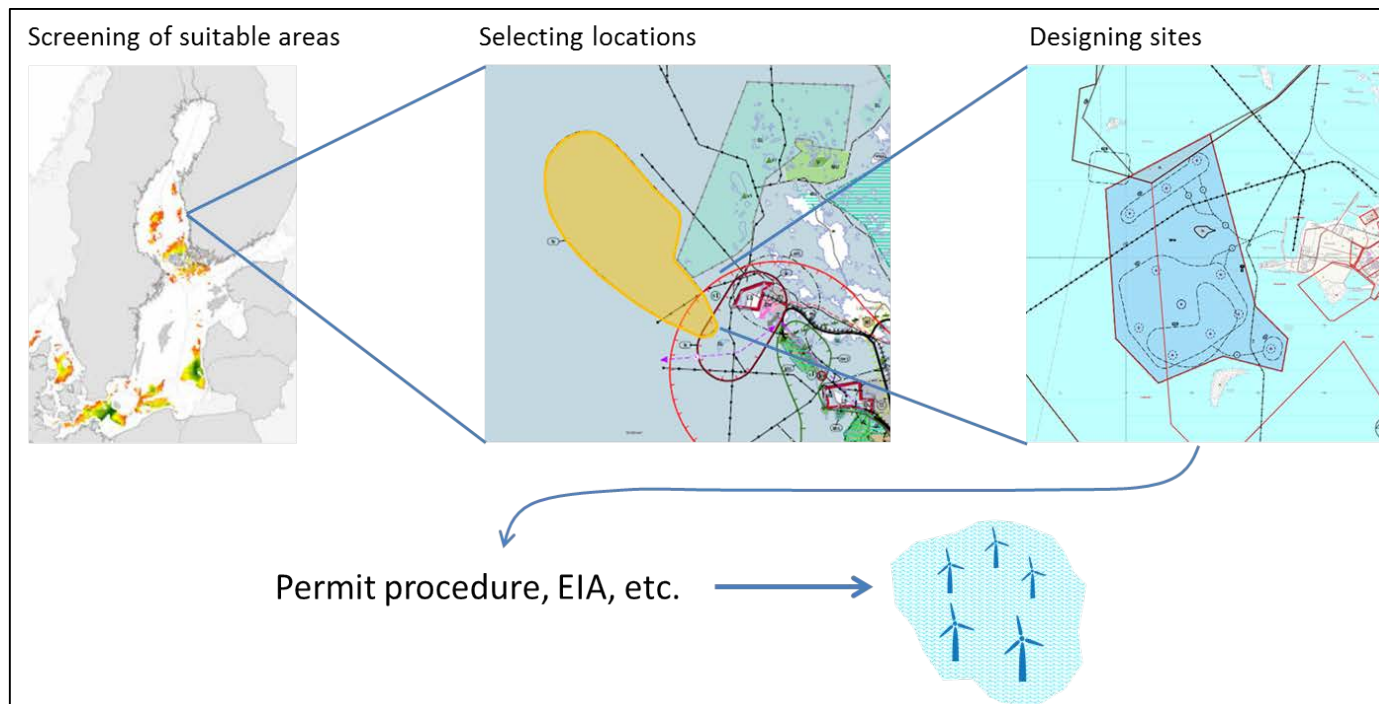 Screening of suitable areas
Selecting locations
Designing sites
Permit procedure, EIA, etc.